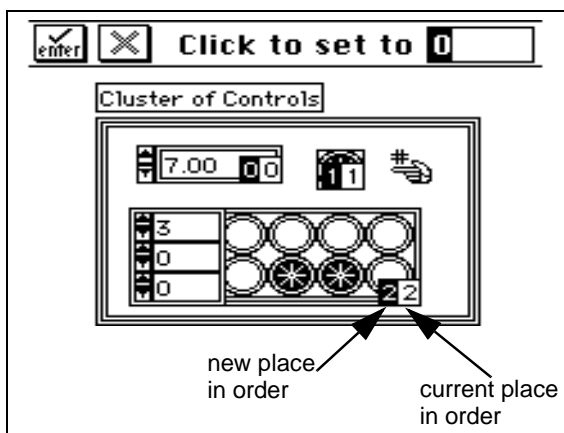 enter Click to set to 0
Cluster of Controls
7.00 0 0 1 1 #
3
0
0
2 2
new place
in order
current place
in order